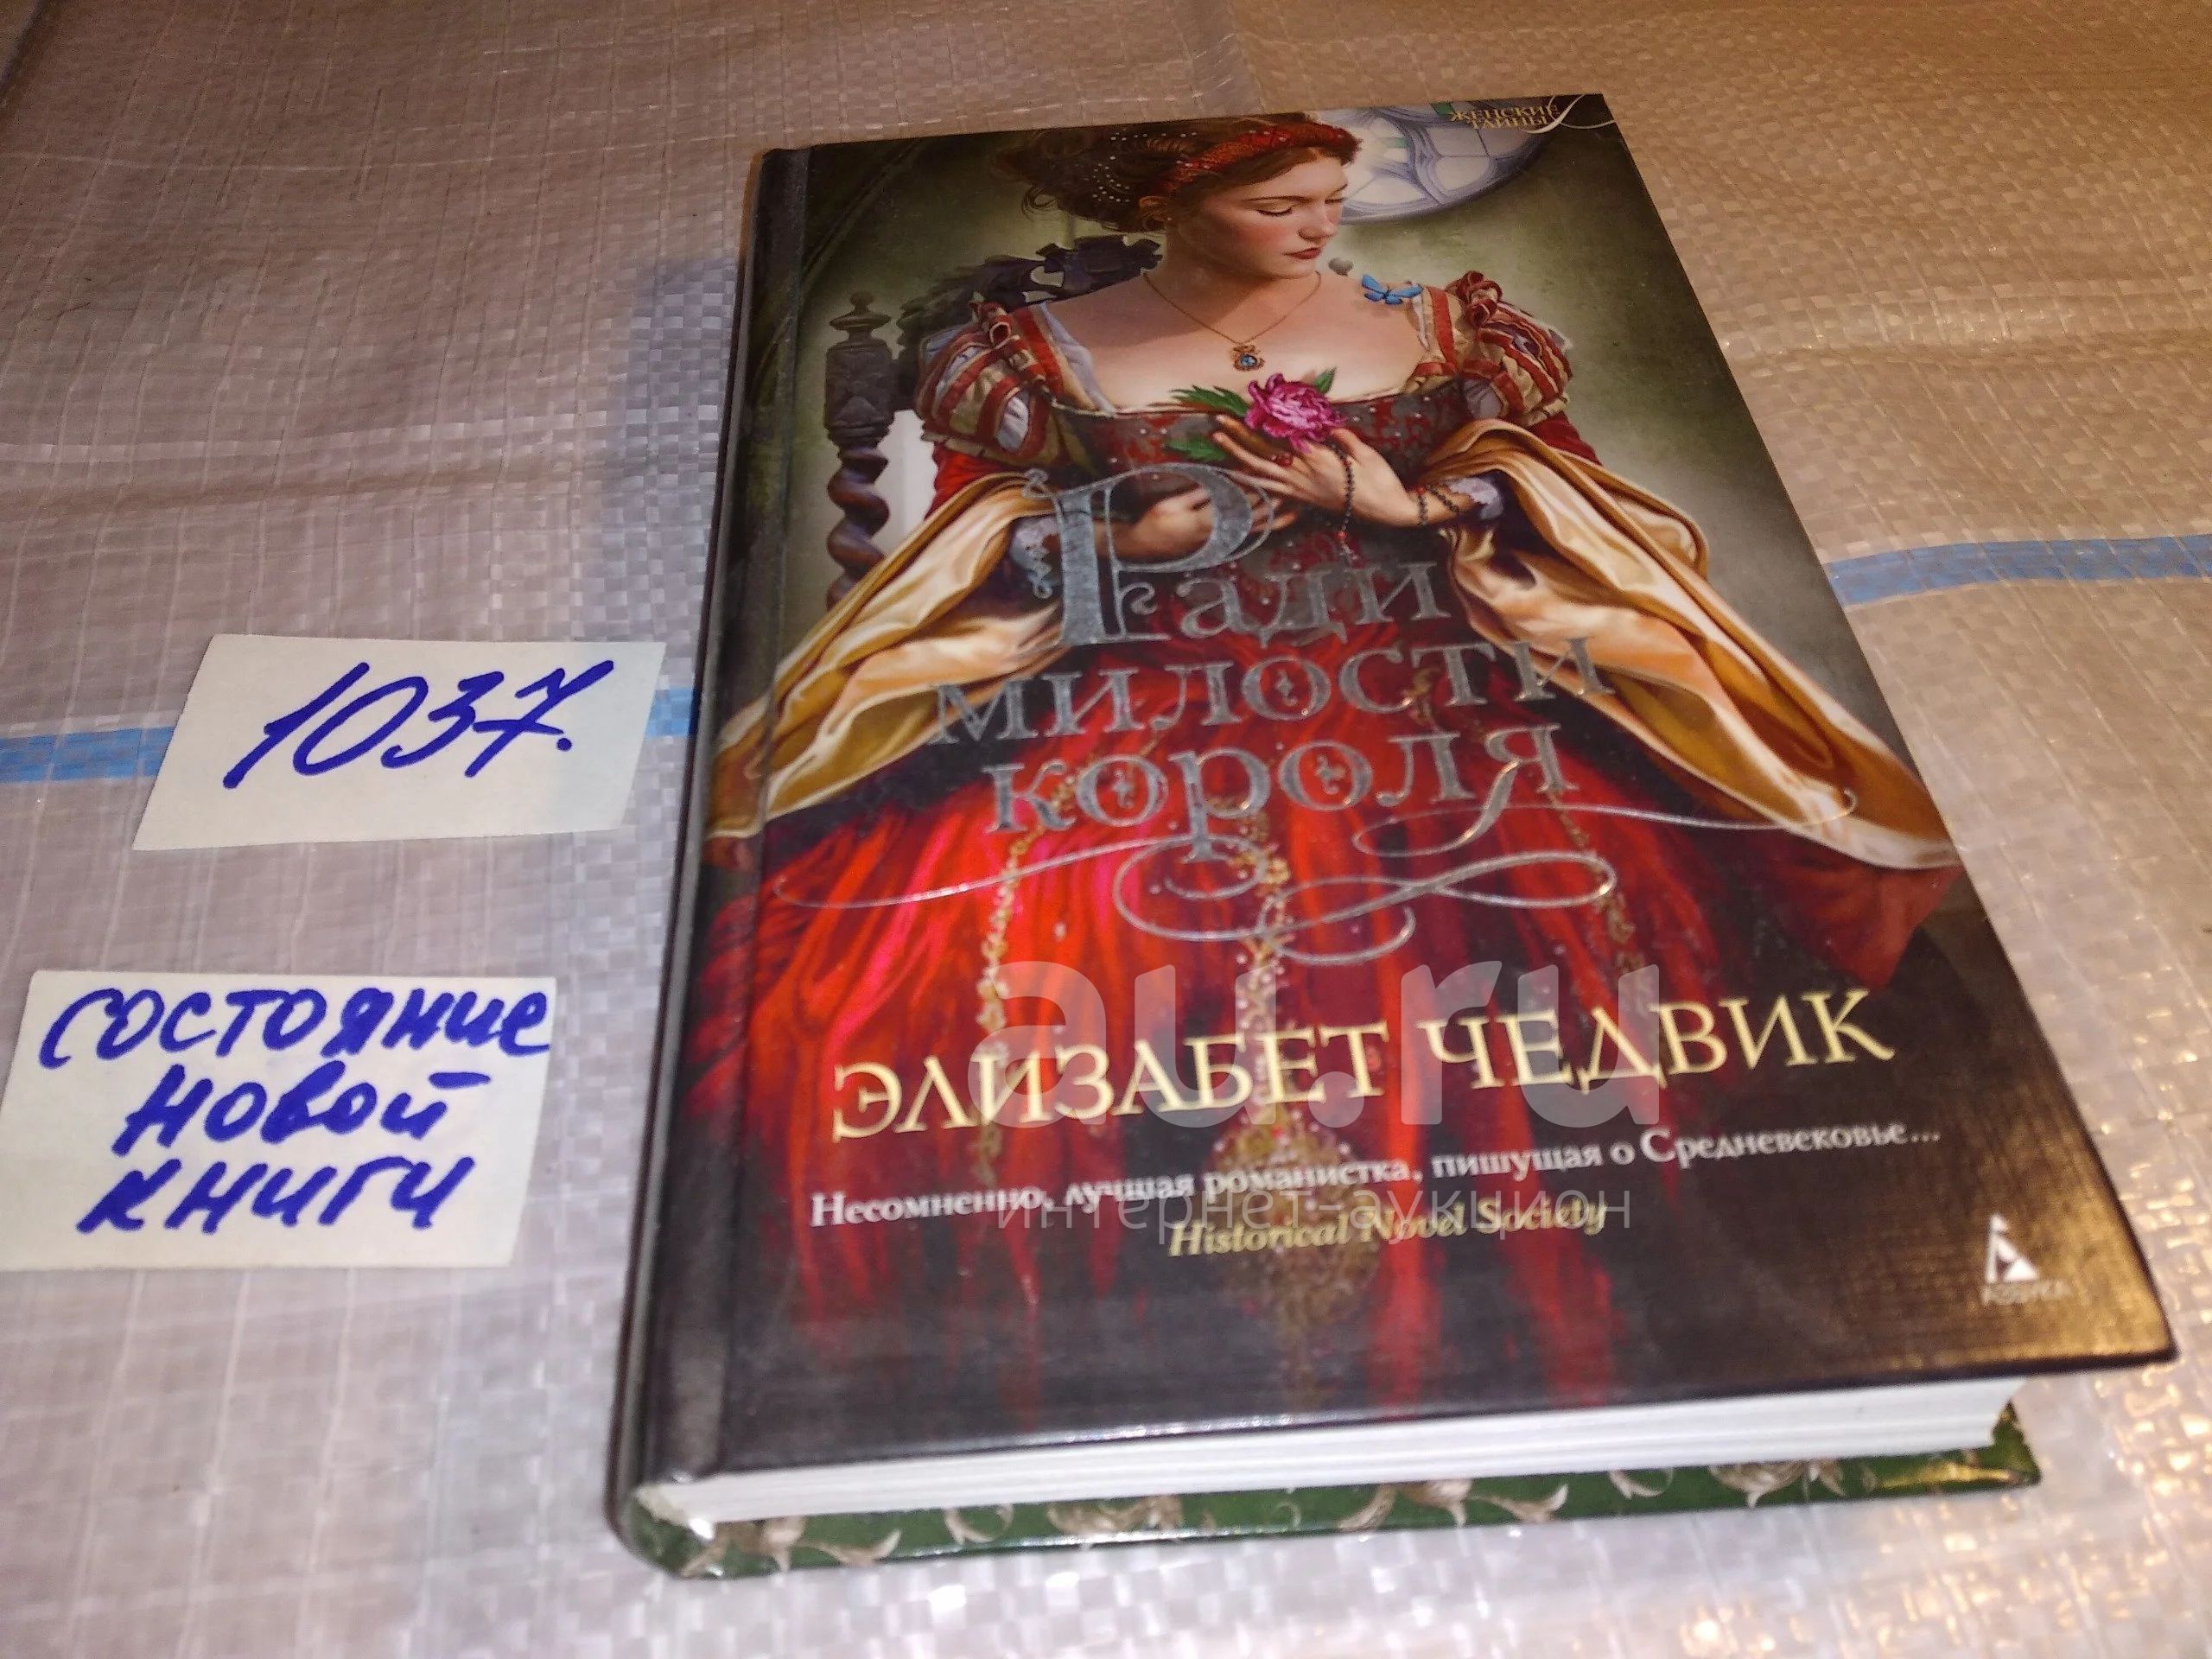 ЖЕНСКИЕ
ТАЙНЫ
Ради
милости
короля
1037.
состояние
новой
книги
au.ru
ЭЛИЗАБЕТ ЧЕДВИК
Несомненно, лучшая романистка, пишущая о Средневековье...
интернет-аукцион
Historical Novel Society
АЗБУКА